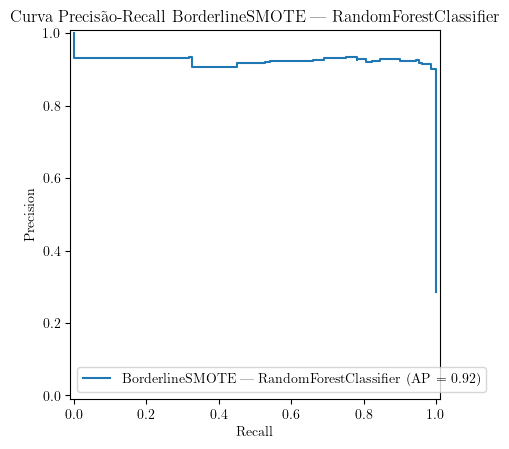 Curva Precisão-Recall BorderlineSMOTE — RandomForestClassifier
1.0
0.8
0.6
0.4
0.2
0.0
Precision
BorderlineSMOTE — RandomForestClassifier (AP = 0.92)
0.0 0.2 0.4 0.6 0.8 1.0
Recall